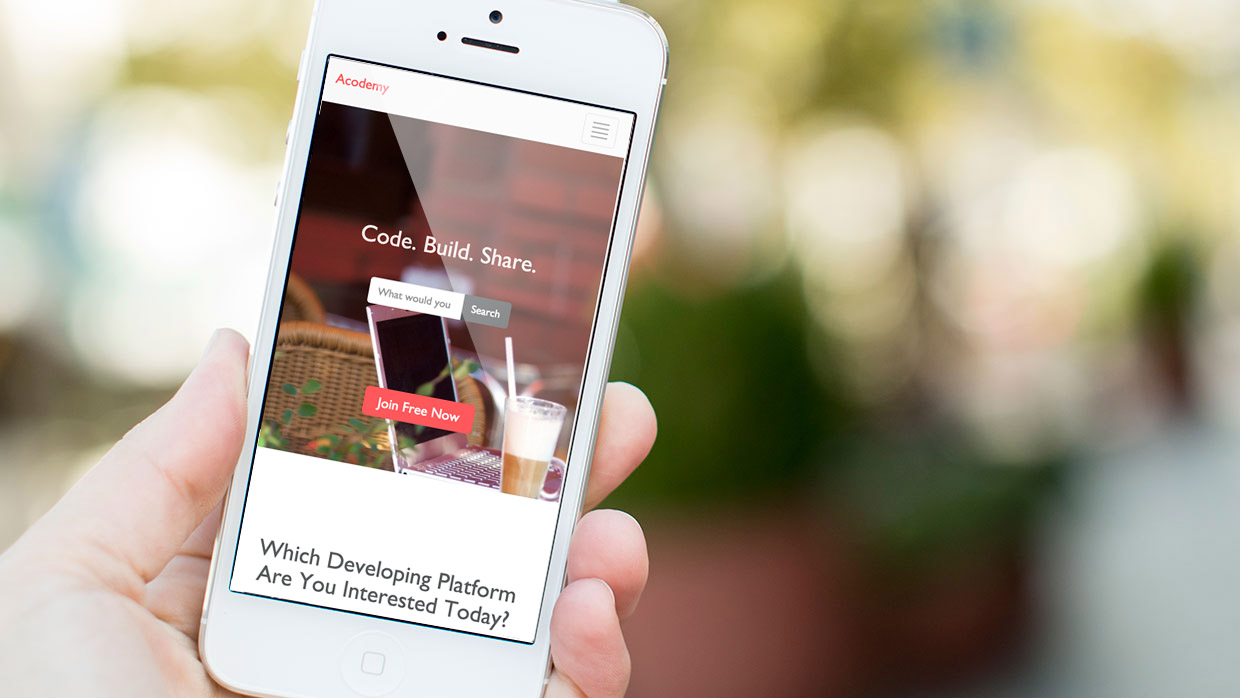 Acodemy
Code. Build. Share.
What would you
Search
Join Free Now
Which Developing Platform
Are You Interested Today?